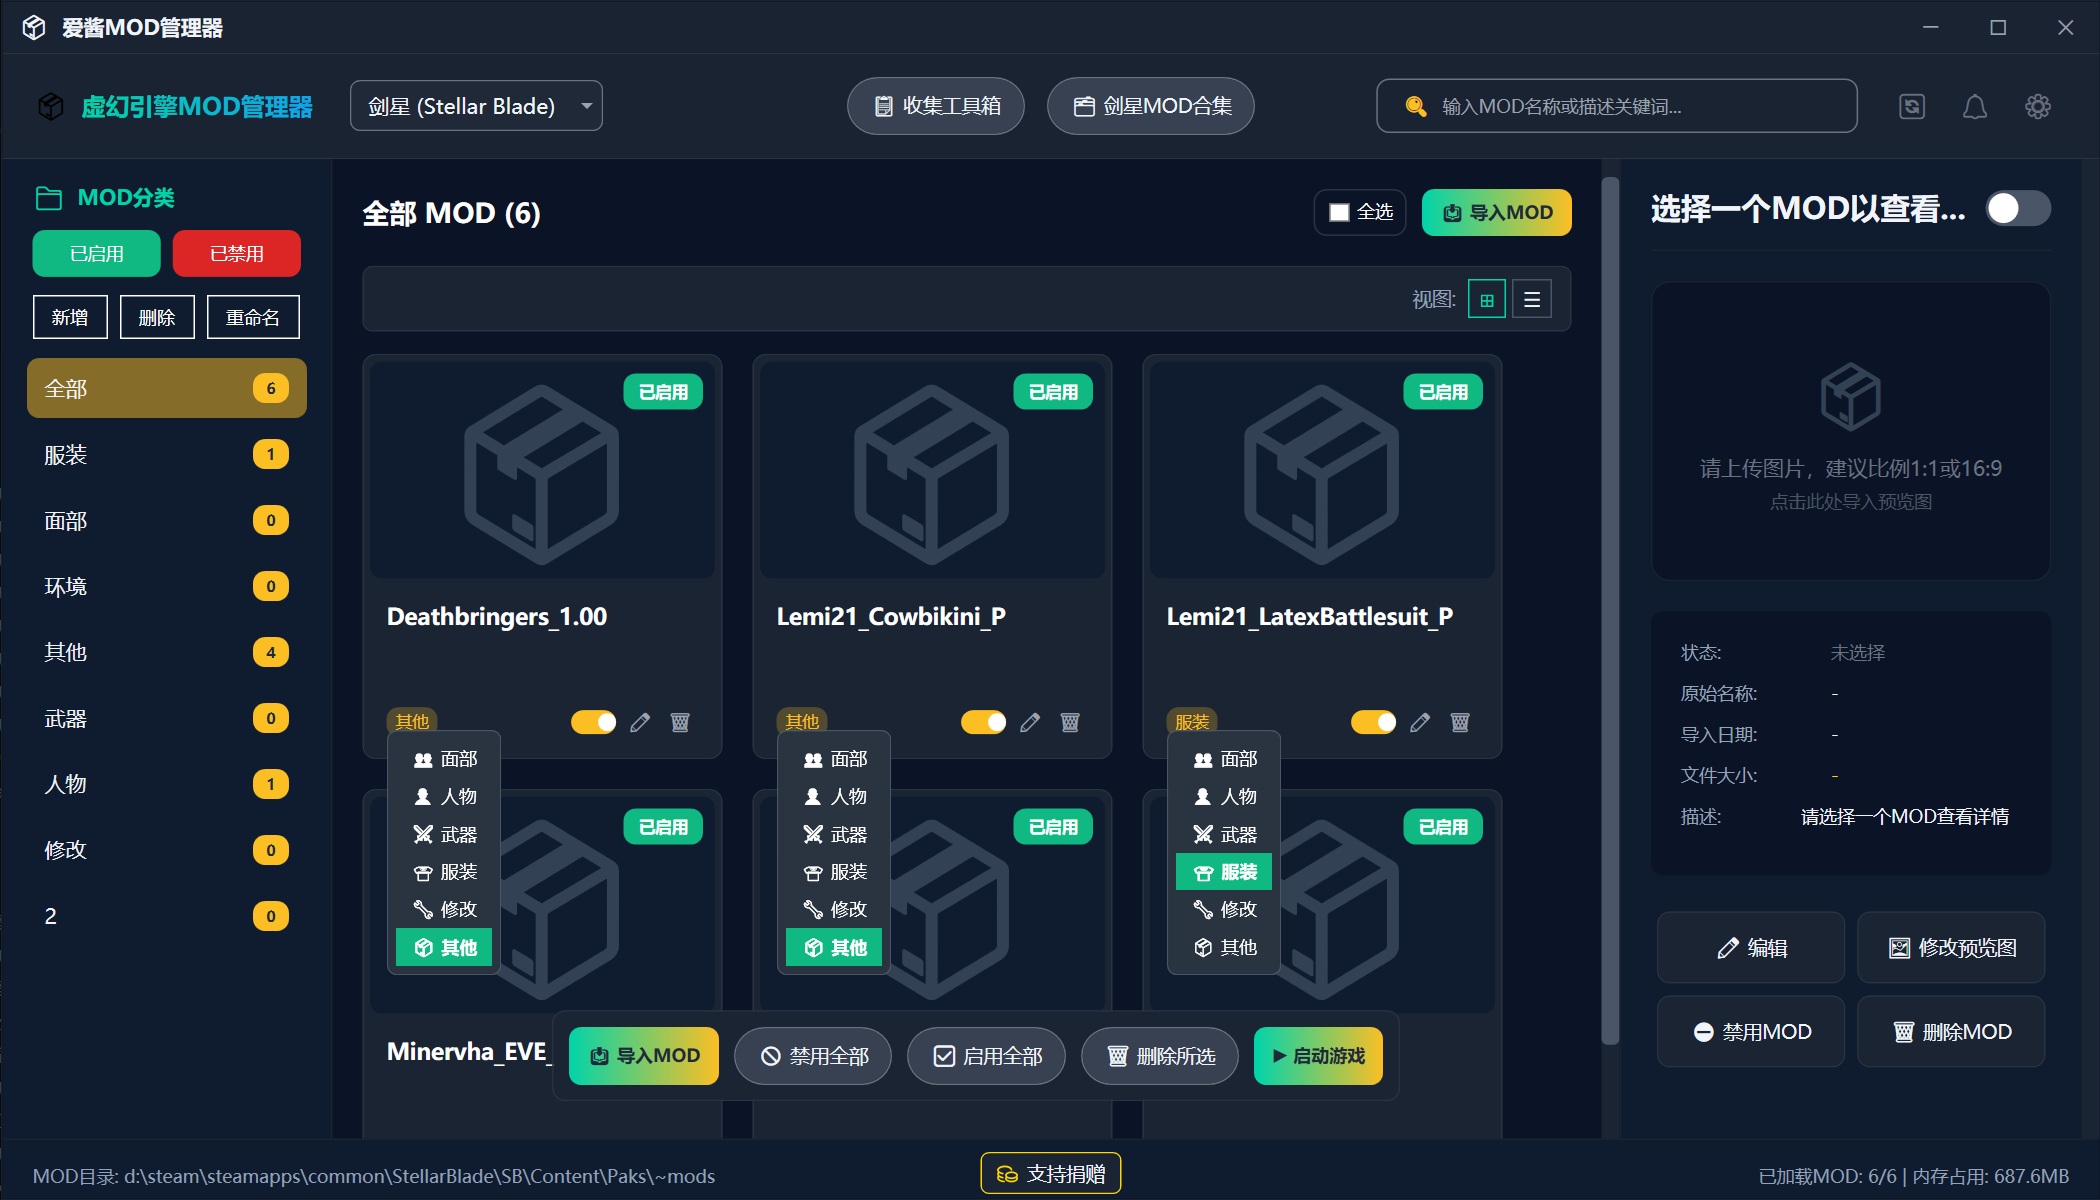 爱酱MOD管理器
虚幻引擎MOD管理器
剑星 (Stellar Blade)
收集工具箱
剑星MOD合集
输入MOD名称或描述关键词...
MOD分类
已启用
已禁用
新增
删除
重命名
全部 6
服装 1
面部 0
环境 0
其他 4
武器 0
人物 1
修改 0
2 0
全部 MOD (6)
全选
导入MOD
视图:
已启用
已启用
已启用
Deathbringers_1.00
Lemi21_Cowbikini_P
Lemi21_LatexBattlesuit_P
其他
其他
服装
面部
人物
武器
服装
修改
其他
面部
人物
武器
服装
修改
其他
面部
人物
武器
服装
修改
其他
已启用
已启用
已启用
Minervha_EVE_
导入MOD
禁用全部
启用全部
删除所选
启动游戏
选择一个MOD以查看...
请上传图片，建议比例1:1或16:9
点击此处导入预览图
状态: 未选择
原始名称: -
导入日期: -
文件大小: -
描述: 请选择一个MOD查看详情
编辑
修改预览图
禁用MOD
删除MOD
MOD目录: d:\steam\steamapps\common\StellarBlade\SB\Content\Paks\~mods
支持捐赠
已加载MOD: 6/6 | 内存占用: 687.6MB